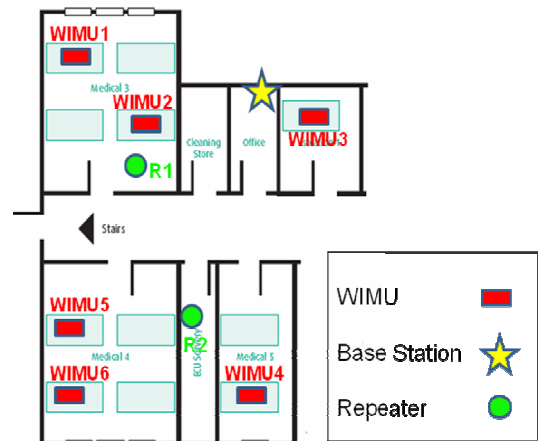 WIMU1
Medical 3
WIMU2
R1
Cleaning
Store
Office
WIMU3
Stairs
WIMU5
Medical 4
WIMU6
R2
ECU
Medical 5
WIMU4
WIMU
Base Station
Repeater